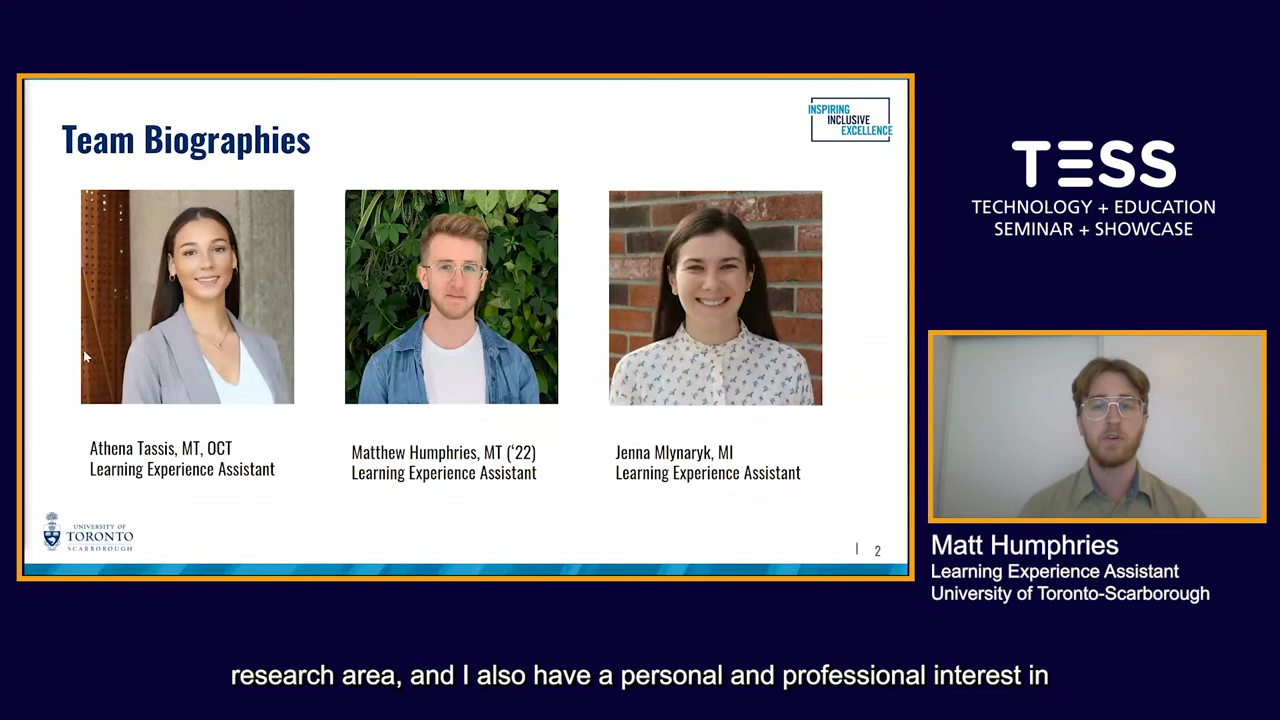 Team Biographies
INSPIRING
INCLUSIVE
EXCELLENCE
Athena Tassis, MT, OCT
Learning Experience Assistant
Matthew Humphries, MT (‘22)
Learning Experience Assistant
Jenna Mlynaryk, MI
Learning Experience Assistant
UNIVERSITY OF
TORONTO
SCARBOROUGH
2
TESS
TECHNOLOGY + EDUCATION
SEMINAR + SHOWCASE
Matt Humphries
Learning Experience Assistant
University of Toronto-Scarborough
research area, and I also have a personal and professional interest in